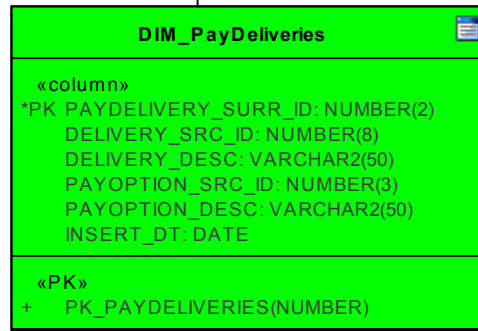 DIM_PayDeliveries
«column»
*PK PAYDELIVERY_SURR_ID: NUMBER(2)
DELIVERY_SRC_ID: NUMBER(8)
DELIVERY_DESC: VARCHAR2(50)
PAYOPTION_SRC_ID: NUMBER(3)
PAYOPTION_DESC: VARCHAR2(50)
INSERT_DT: DATE
«PK»
+ PK_PAYDELIVERIES(NUMBER)